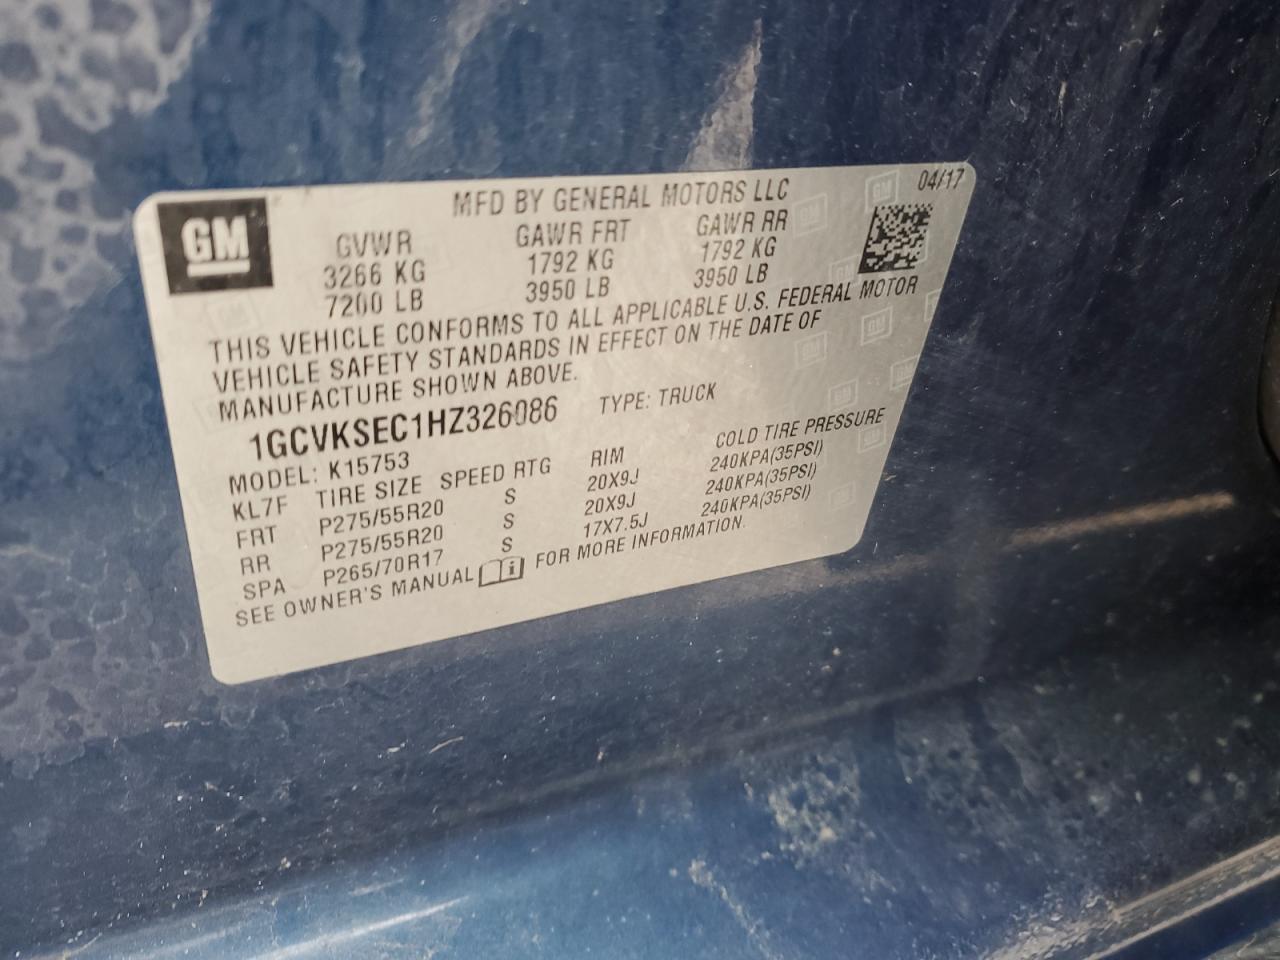 GM
MFD BY GENERAL MOTORS LLC
04/17
GVWR GAWR FRT GAWR RR
3266 KG 1792 KG 1792 KG
7200 LB 3950 LB 3950 LB
THIS VEHICLE CONFORMS TO ALL APPLICABLE U.S. FEDERAL MOTOR
VEHICLE SAFETY STANDARDS IN EFFECT ON THE DATE OF
MANUFACTURE SHOWN ABOVE.
1GCVKSEC1HZ326086 TYPE: TRUCK
MODEL: K15753
KL7F TIRE SIZE SPEED RTG RIM COLD TIRE PRESSURE
FRT P275/55R20 S 20X9J 240KPA(35PSI)
RR P275/55R20 S 20X9J 240KPA(35PSI)
SPA P265/70R17 S 17X7.5J 240KPA(35PSI)
SEE OWNER'S MANUAL i FOR MORE INFORMATION.